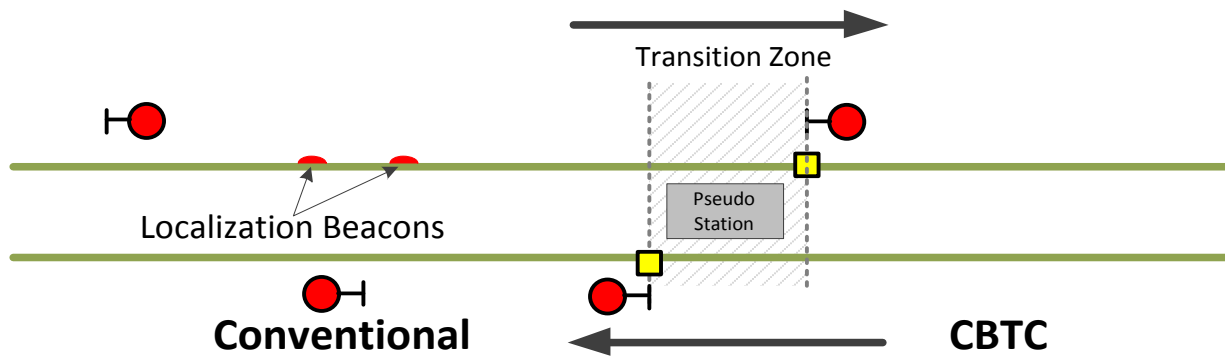 Transition Zone
Localization Beacons
Pseudo
Station
Conventional
CBTC